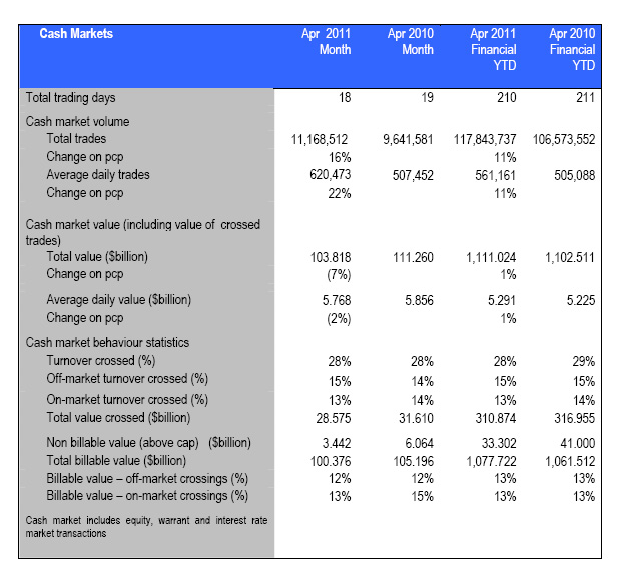 Cash Markets Apr 2011 Apr 2010 Apr 2011 Apr 2010
Month Month Financial Financial
YTD YTD
Total trading days 18 19 210 211
Cash market volume
Total trades 11,168,512 9,641,581 117,843,737 106,573,552
Change on pcp 16% 11%
Average daily trades 620,473 507,452 561,161 505,088
Change on pcp 22% 11%
Cash market value (including value of crossed
trades)
Total value ($billion) 103.818 111.260 1,111.024 1,102.511
Change on pcp (7%) 1%
Average daily value ($billion) 5.768 5.856 5.291 5.225
Change on pcp (2%) 1%
Cash market behaviour statistics
Turnover crossed (%) 28% 28% 28% 29%
Off-market turnover crossed (%) 15% 14% 15% 15%
On-market turnover crossed (%) 13% 14% 13% 14%
Total value crossed ($billion) 28.575 31.610 310.874 316.955
Non billable value (above cap) ($billion) 3.442 6.064 33.302 41.000
Total billable value ($billion) 100.376 105.196 1,077.722 1,061.512
Billable value – off-market crossings (%) 12% 12% 13% 13%
Billable value – on-market crossings (%) 13% 15% 13% 13%
Cash market includes equity, warrant and interest rate
market transactions